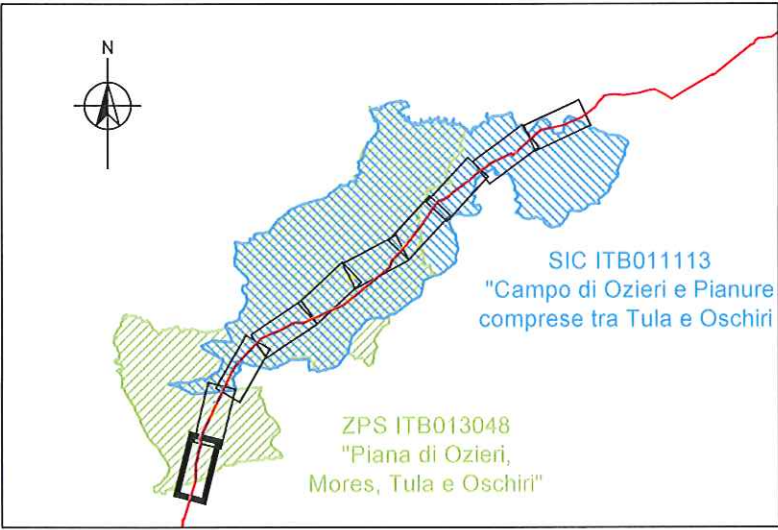 N
SIC ITB011113
"Campo di Ozieri e Pianure
comprese tra Tula e Oschiri
ZPS ITB013048
"Piana di Ozieri,
Mores, Tula e Oschiri"